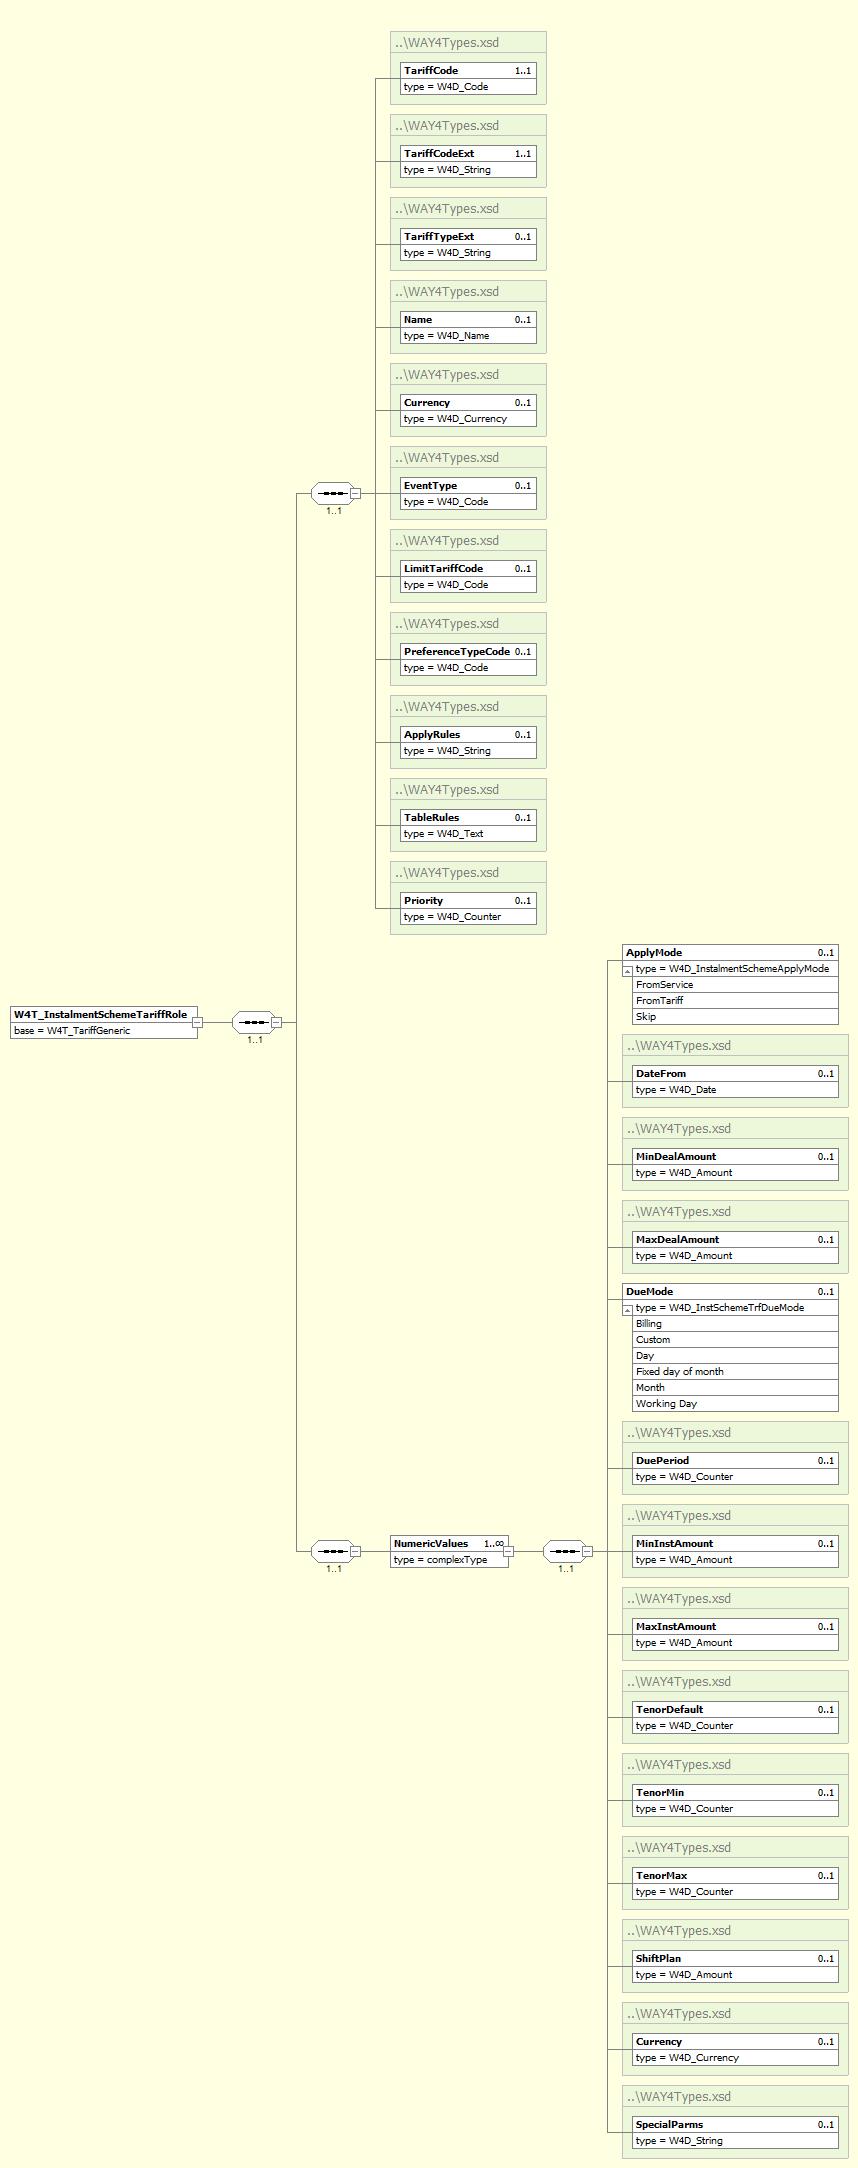 ..\WAY4Types.xsd
TariffCode 1..1
type = W4D_Code
..\WAY4Types.xsd
TariffCodeExt 1..1
type = W4D_String
..\WAY4Types.xsd
TariffTypeExt 0..1
type = W4D_String
..\WAY4Types.xsd
Name 0..1
type = W4D_Name
..\WAY4Types.xsd
Currency 0..1
type = W4D_Currency
..\WAY4Types.xsd
EventType 0..1
type = W4D_Code
1..1
..\WAY4Types.xsd
LimitTariffCode 0..1
type = W4D_Code
..\WAY4Types.xsd
PreferenceTypeCode 0..1
type = W4D_Code
..\WAY4Types.xsd
ApplyRules 0..1
type = W4D_String
..\WAY4Types.xsd
TableRules 0..1
type = W4D_Text
..\WAY4Types.xsd
Priority 0..1
type = W4D_Counter
W4T_InstalmentSchemeTariffRole
base = W4T_TariffGeneric
1..1
ApplyMode 0..1
type = W4D_InstalmentSchemeApplyMode
FromService
FromTariff
Skip
..\WAY4Types.xsd
DateFrom 0..1
type = W4D_Date
..\WAY4Types.xsd
MinDealAmount 0..1
type = W4D_Amount
..\WAY4Types.xsd
MaxDealAmount 0..1
type = W4D_Amount
DueMode 0..1
type = W4D_InstSchemeTrfDueMode
Billing
Custom
Day
Fixed day of month
Month
Working Day
..\WAY4Types.xsd
DuePeriod 0..1
type = W4D_Counter
1..1
NumericValues 1..∞
type = complexType
1..1
..\WAY4Types.xsd
MinInstAmount 0..1
type = W4D_Amount
..\WAY4Types.xsd
MaxInstAmount 0..1
type = W4D_Amount
..\WAY4Types.xsd
TenorDefault 0..1
type = W4D_Counter
..\WAY4Types.xsd
TenorMin 0..1
type = W4D_Counter
..\WAY4Types.xsd
TenorMax 0..1
type = W4D_Counter
..\WAY4Types.xsd
ShiftPlan 0..1
type = W4D_Amount
..\WAY4Types.xsd
Currency 0..1
type = W4D_Currency
..\WAY4Types.xsd
SpecialParms 0..1
type = W4D_String